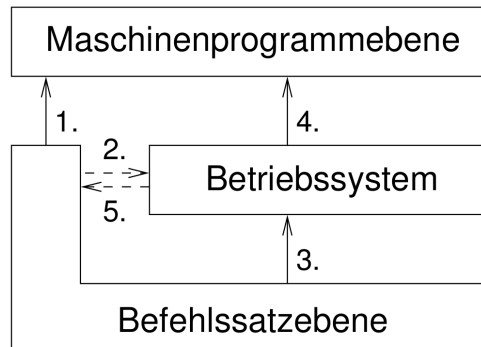 Maschinenprogrammebene
1.
4.
2.
Betriebssystem
5.
3.
Befehlssatzebene